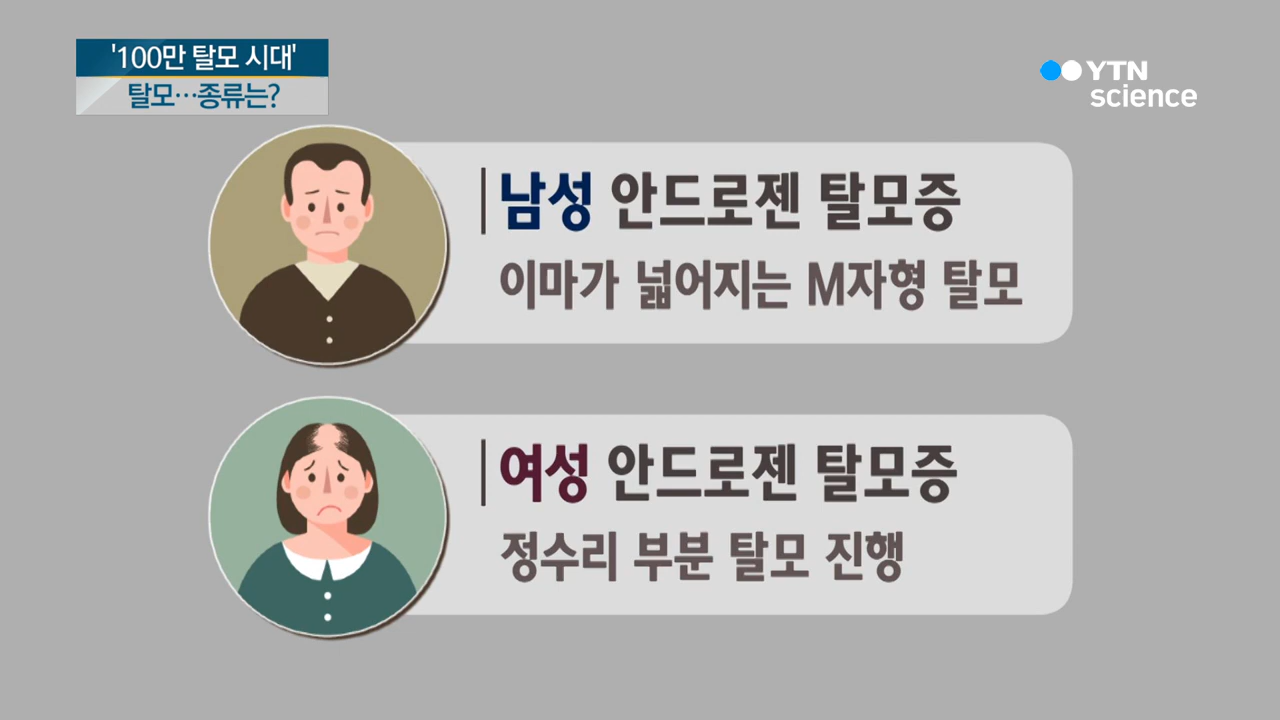 '100만 탈모 시대'
탈모…종류는?
YTN
science
남성 안드로젠 탈모증
이마가 넓어지는 M자형 탈모
여성 안드로젠 탈모증
정수리 부분 탈모 진행